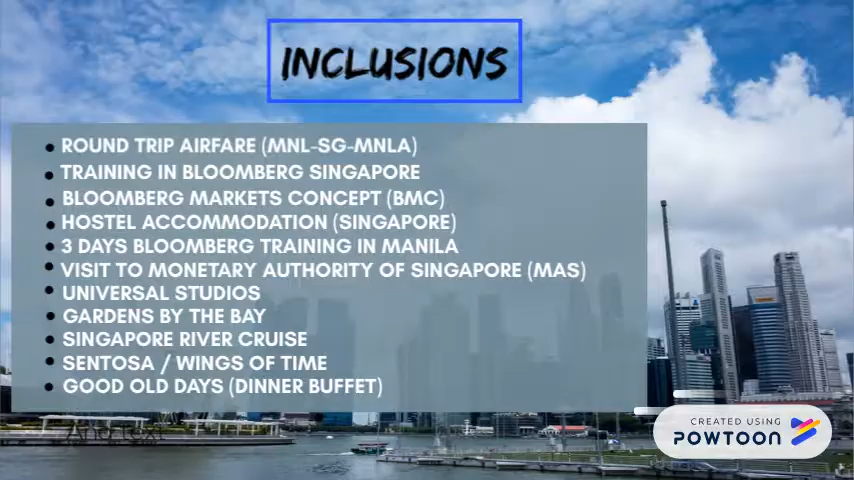 INCLUSIONS
ROUND TRIP AIRFARE (MNL-SG-MNLA)
TRAINING IN BLOOMBERG SINGAPORE
BLOOMBERG MARKETS CONCEPT (BMC)
HOSTEL ACCOMMODATION (SINGAPORE)
3 DAYS BLOOMBERG TRAINING IN MANILA
VISIT TO MONETARY AUTHORITY OF SINGAPORE (MAS)
UNIVERSAL STUDIOS
GARDENS BY THE BAY
SINGAPORE RIVER CRUISE
SENTOSA / WINGS OF TIME
GOOD OLD DAYS (DINNER BUFFET)
Add text
CREATED USING
POWTOON